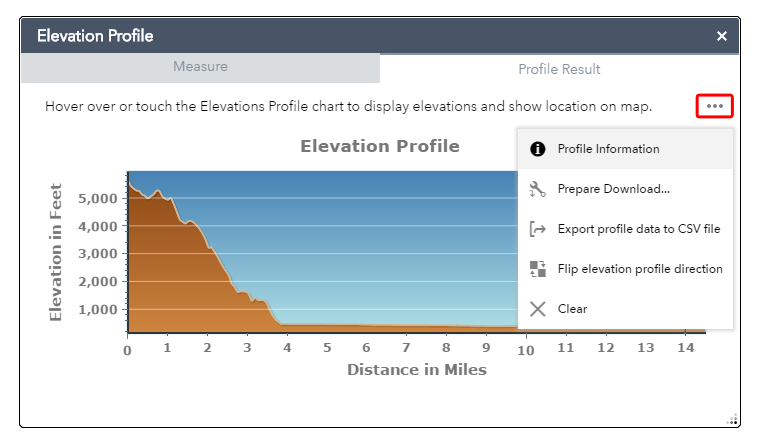 Elevation Profile
Measure
Profile Result
Hover over or touch the Elevations Profile chart to display elevations and show location on map.
Elevation Profile
Profile Information
Prepare Download...
Export profile data to CSV file
Flip elevation profile direction
Clear
Elevation in Feet
5,000
4,000
3,000
2,000
1,000
0 1 2 3 4 5 6 7 8 9 10 11 12 13 14
Distance in Miles